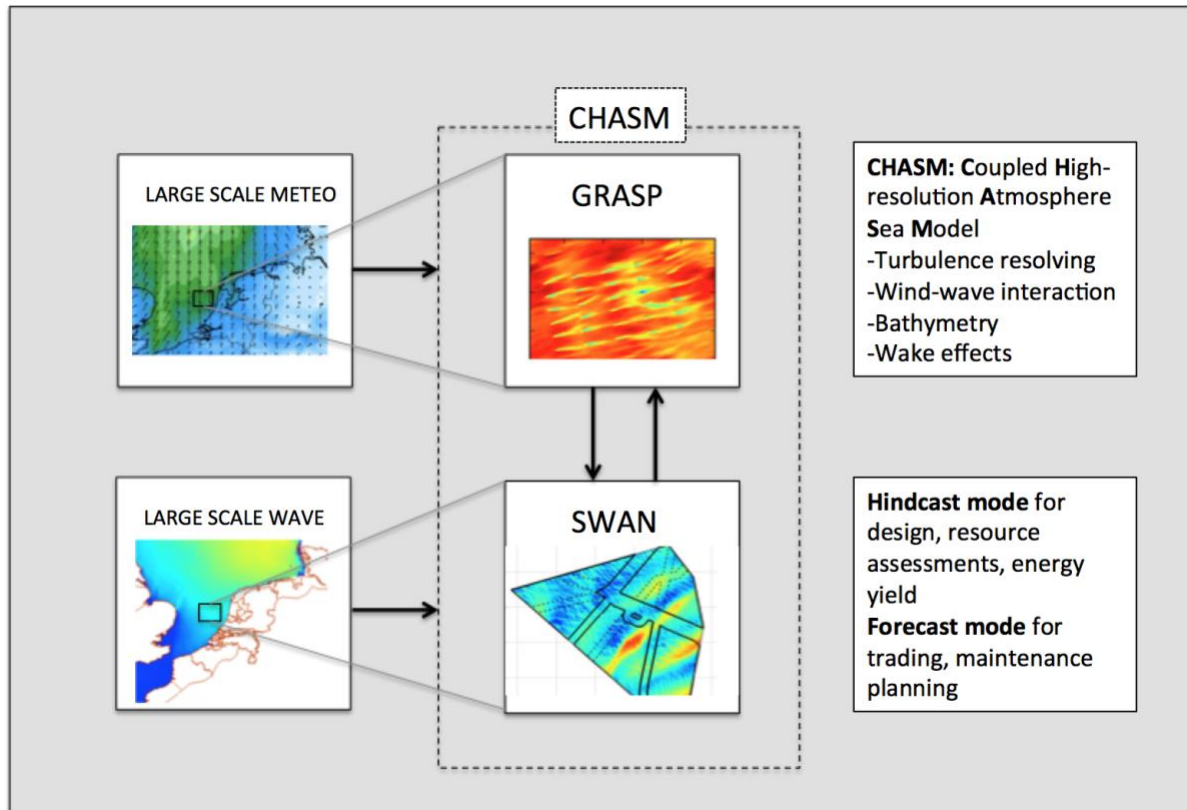 CHASM
LARGE SCALE METEO
GRASP
CHASM: Coupled High-
resolution Atmosphere
Sea Model
-Turbulence resolving
-Wind-wave interaction
-Bathymetry
-Wake effects
LARGE SCALE WAVE
SWAN
Hindcast mode for
design, resource
assessments, energy
yield
Forecast mode for
trading, maintenance
planning